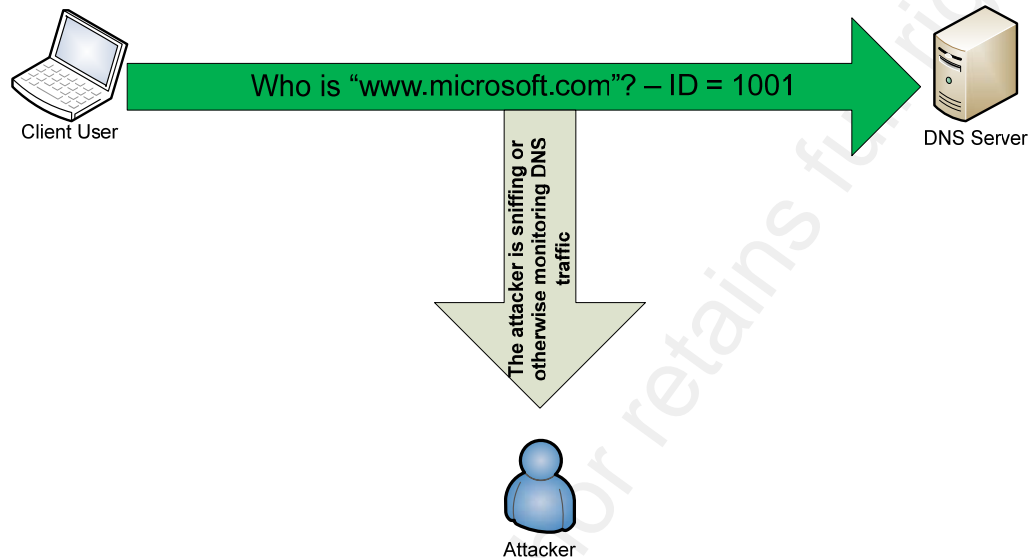 Who is “www.microsoft.com”? – ID = 1001
Client User
DNS Server
The attacker is sniffing or
otherwise monitoring DNS
traffic
Attacker
retains